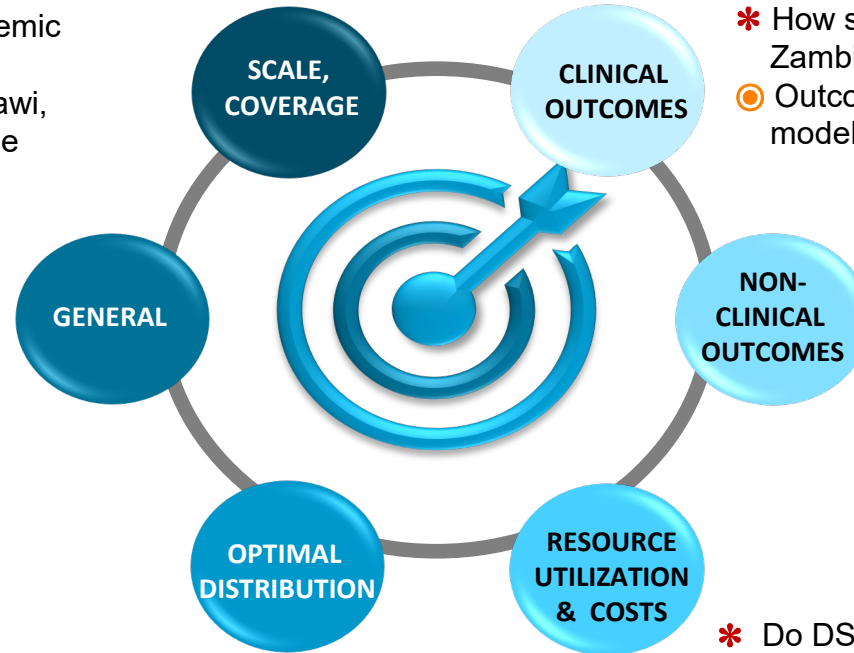 emic
awi,
e
SCALE,
COVERAGE
CLINICAL
OUTCOMES
* How s
Zambi
Outco
model
GENERAL
NON-
CLINICAL
OUTCOMES
OPTIMAL
DISTRIBUTION
RESOURCE
UTILIZATION
& COSTS
* Do DS